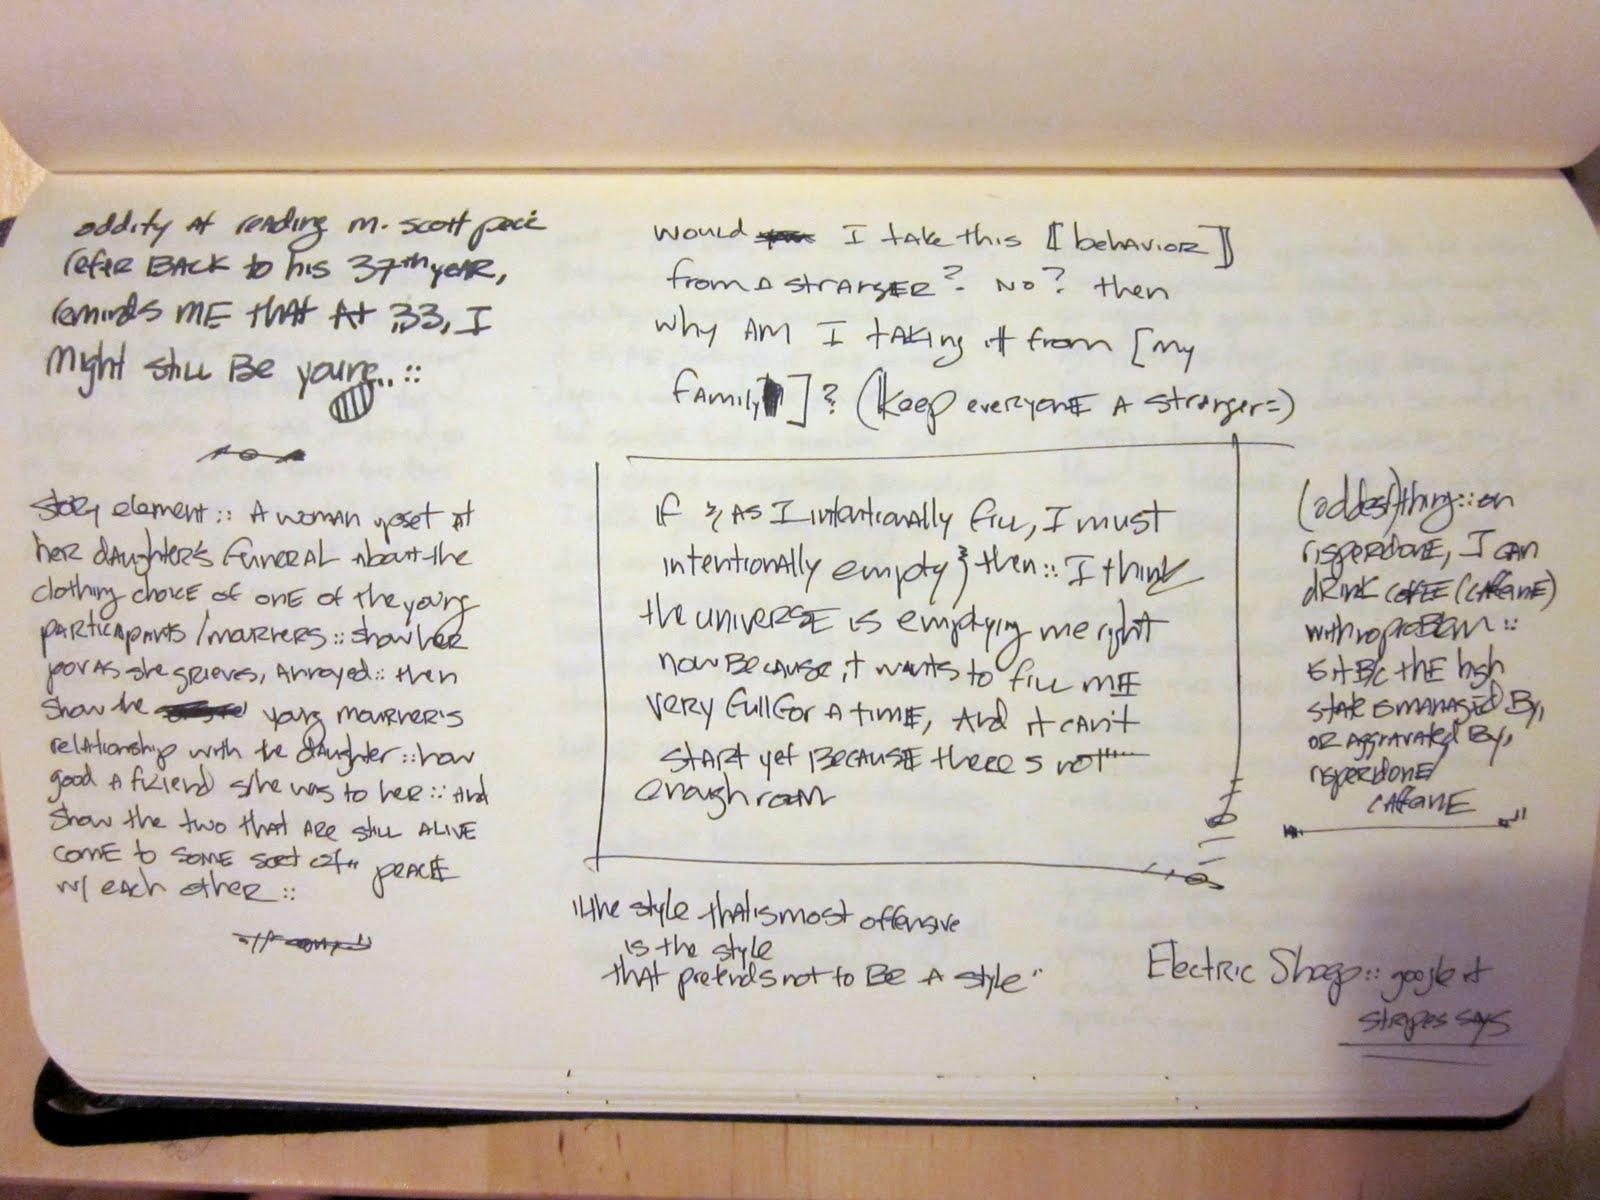 oddity at reading M. Scott Peck
refer BACK to his 37th year,
reminds ME that At 33, I
Might still Be young..::
story element:: A woman upset at
her daughter's funeral about the
clothing choice of one of the young
particapants/mourners:: show her
joy as she grieves, annoyed:: then
show the young mourner's
relationship with the daughter:: how
good a friend s/he was to her:: And
show the two that are still alive
come to some sort of peace
w/ each other::
Would I take this [[behavior]]
from a stranger? No? then
why am I taking it from [my
family]? (keep everyone a stranger=)
if {as I intentionally fill, I must
intentionally empty} then:: I think
the universe is emptying me right
now because it wants to fill me
very full for a time, and it can't
start yet because there's not
enough room
"the style that is most offensive
is the style
that pretends not to be a style"
(oddest) thing:: on
risperdone, I can
drink coffee (caffeine)
with no problem::
is it b/c the high
state is managed by,
or aggravated by,
risperdone
caffeine
Electric Sheep:: google it
stripes says